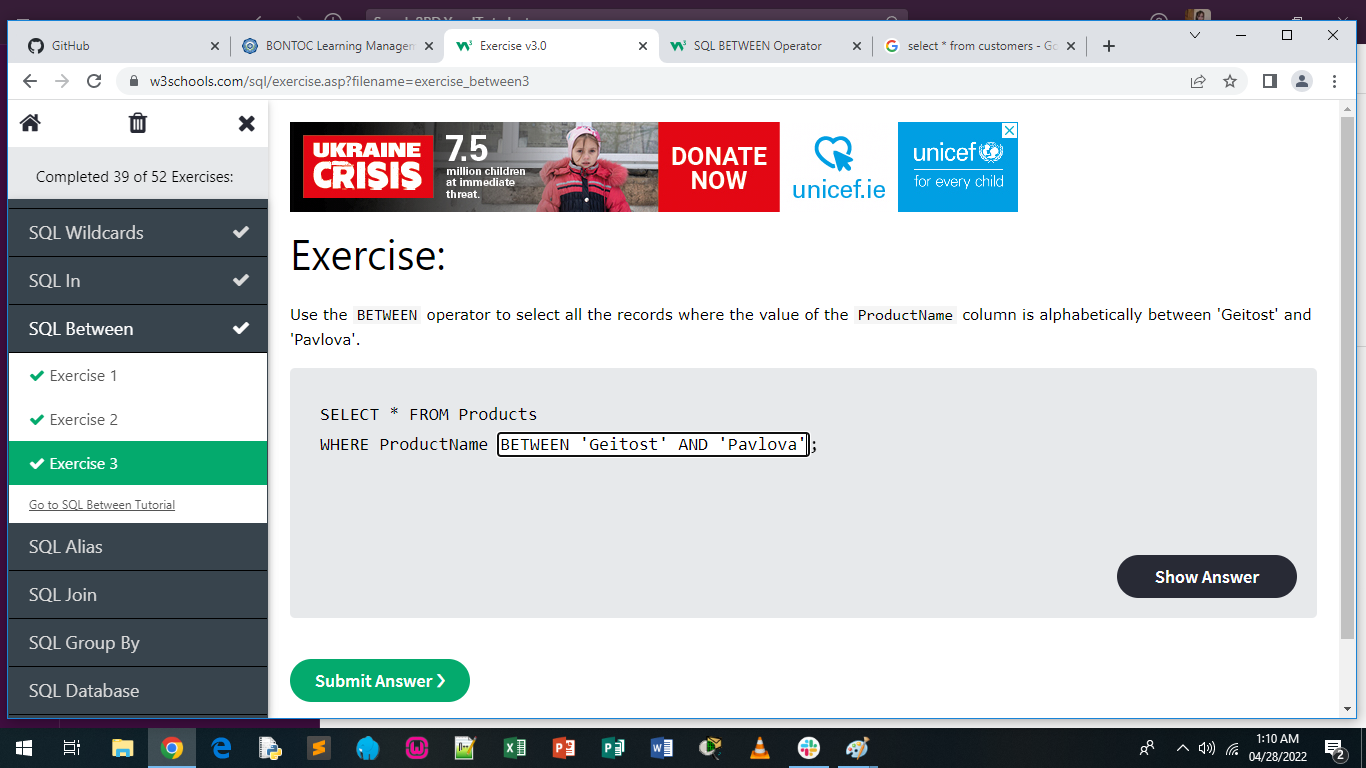 GitHub
BONTOC Learning Managem
Exercise v3.0
SQL BETWEEN Operator
select * from customers - Go
w3schools.com/sql/exercise.asp?filename=exercise_between3
Completed 39 of 52 Exercises:
SQL Wildcards
SQL In
SQL Between
Exercise 1
Exercise 2
Exercise 3
Go to SQL Between Tutorial
SQL Alias
SQL Join
SQL Group By
SQL Database
UKRAINE
CRISIS
7.5
million children
at immediate
threat.
DONATE
NOW
unicef.ie
unicef
for every child
Exercise:
Use the BETWEEN operator to select all the records where the value of the ProductName column is alphabetically between 'Geitost' and
'Pavlova'.
SELECT * FROM Products
WHERE ProductName BETWEEN 'Geitost' AND 'Pavlova';
Show Answer
Submit Answer ❯
1:10 AM
04/28/2022
2